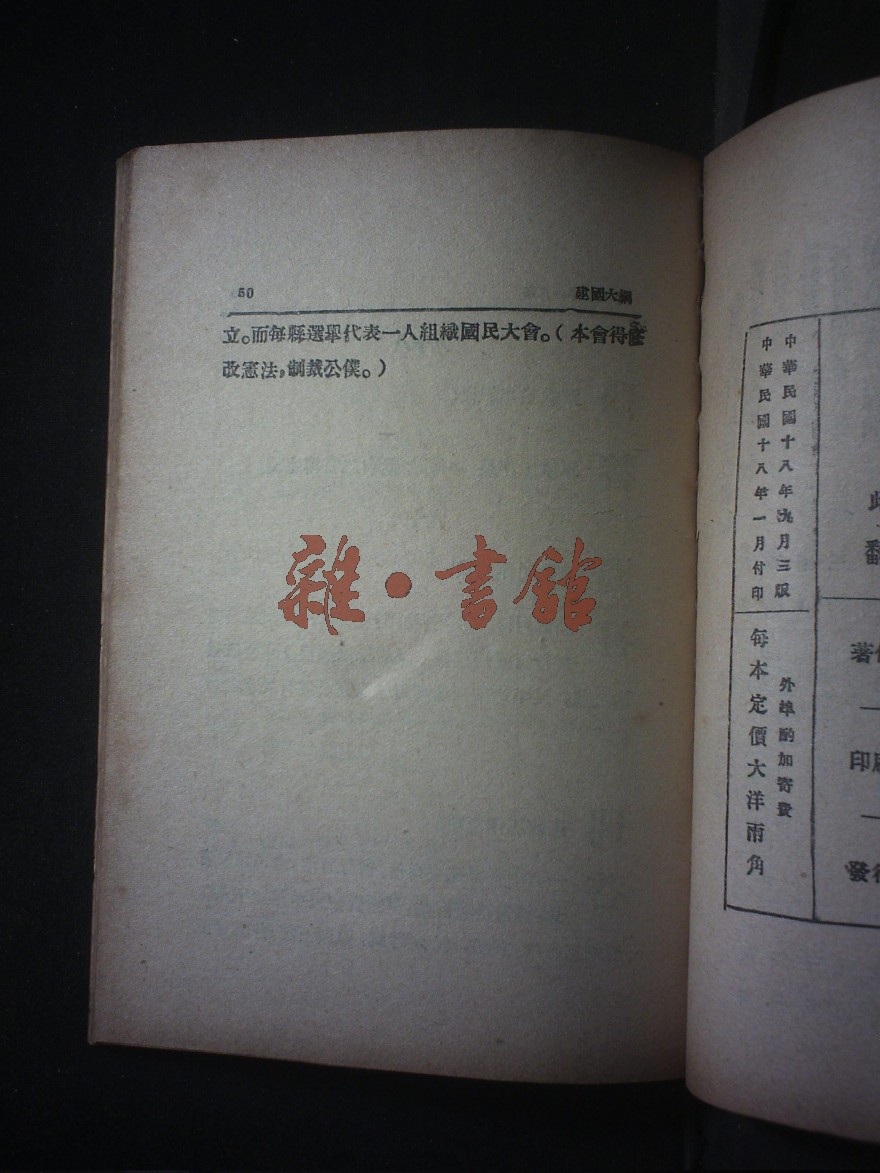 50 建國大綱
立。而每縣選舉代表一人組織國民大會。（本會得修
改憲法，制裁公僕。）
雜·書館
中華民國十八年九月三版
中華民國十八年一月付印
外埠酌加寄費
每本定價大洋兩角
此
翻
印
發行